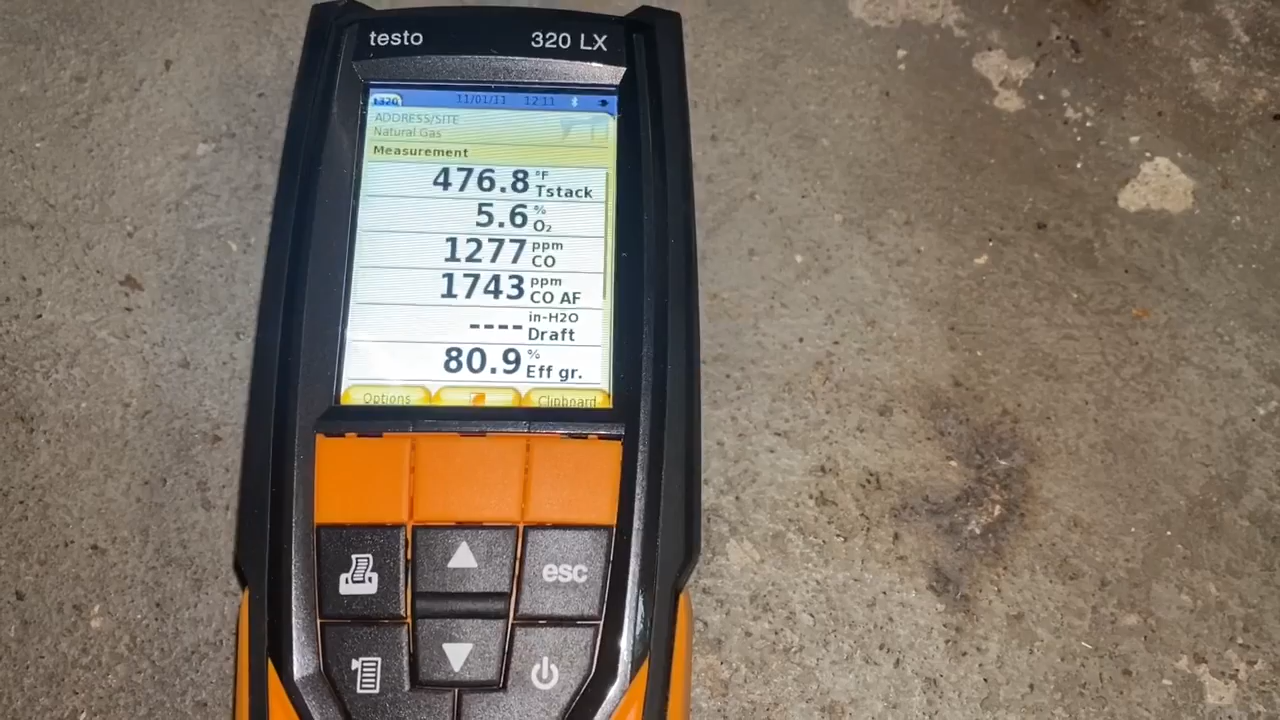 testo 320 LX
t320 11/01/11 12:11
ADDRESS/SITE
Natural Gas
Measurement
476.8 °F Tstack
5.6 % O₂
1277 ppm CO
1743 ppm CO AF
---- in-H2O Draft
80.9 % Eff gr.
Options Clipboard
esc